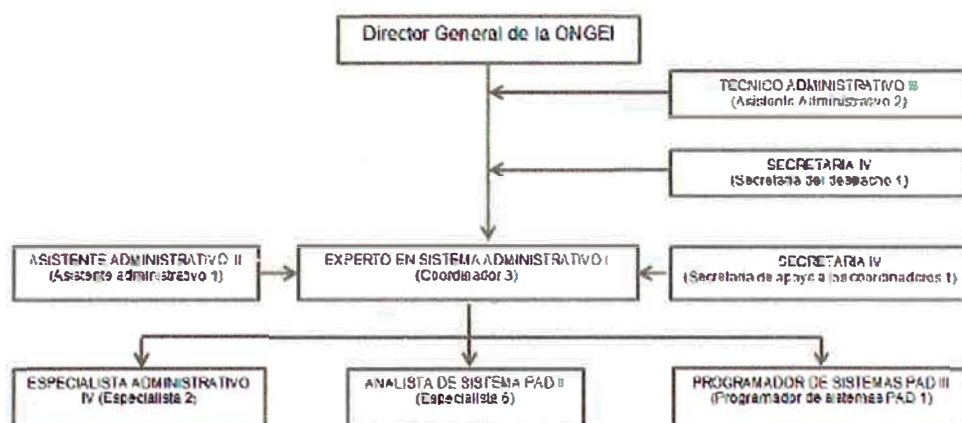 Director General de la ONGEI
TECNICO ADMINISTRATIVO III
(Asistente Administrativo 2)
SECRETARIA IV
(Secretaria del despacho 1)
ASISTENTE ADMINISTRATIVO II
(Asistente administrativo 1)
EXPERTO EN SISTEMA ADMINISTRATIVO I
(Coordinador 3)
SECRETARIA IV
(Secretaria de apoyo a los coordinadores 1)
ESPECIALISTA ADMINISTRATIVO
IV (Especialista 2)
ANALISTA DE SISTEMA PAD II
(Especialista 6)
PROGRAMADOR DE SISTEMAS PAD III
(Programador de sistemas PAD 1)